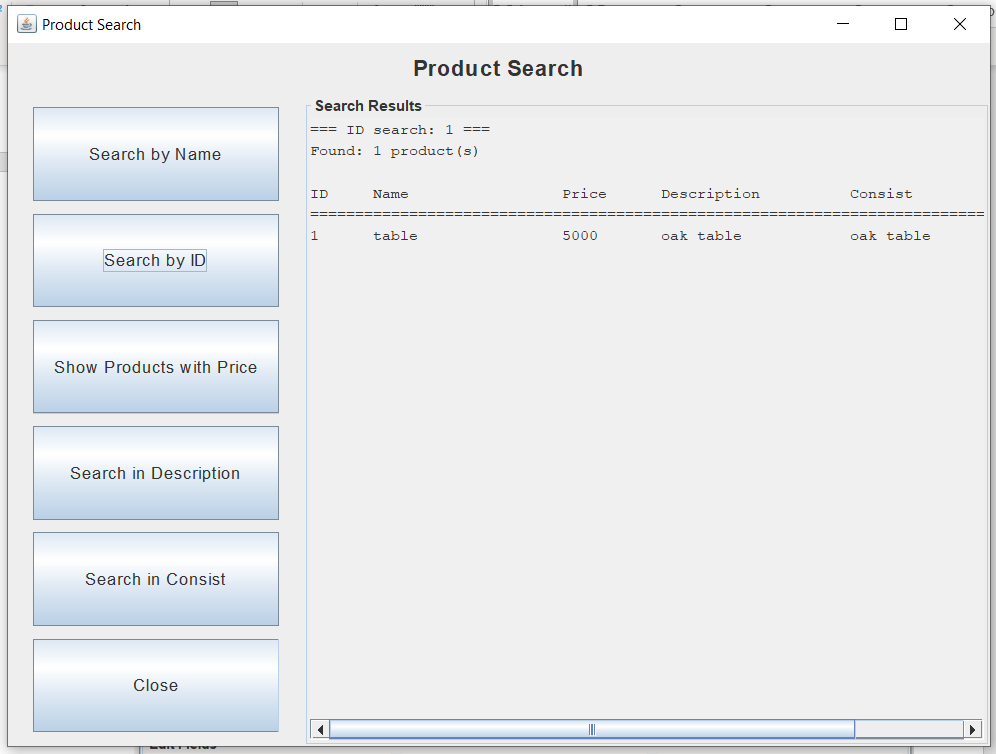 Product Search
Product Search
Search by Name
Search by ID
Show Products with Price
Search in Description
Search in Consist
Close
Search Results
=== ID search: 1 ===
Found: 1 product(s)
ID Name Price Description Consist
===========================================================================
1 table 5000 oak table oak table